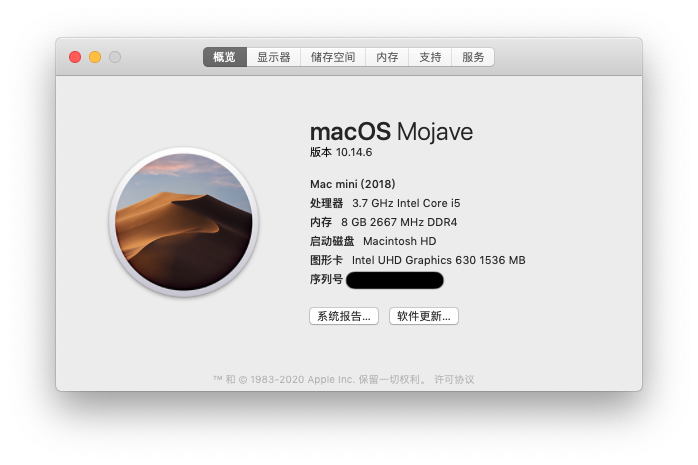 概览 显示器 储存空间 内存 支持 服务
macOS Mojave
版本 10.14.6
Mac mini (2018)
处理器 3.7 GHz Intel Core i5
内存 8 GB 2667 MHz DDR4
启动磁盘 Macintosh HD
图形卡 Intel UHD Graphics 630 1536 MB
序列号
系统报告... 软件更新...
™ 和 © 1983-2020 Apple Inc. 保留一切权利。 许可协议